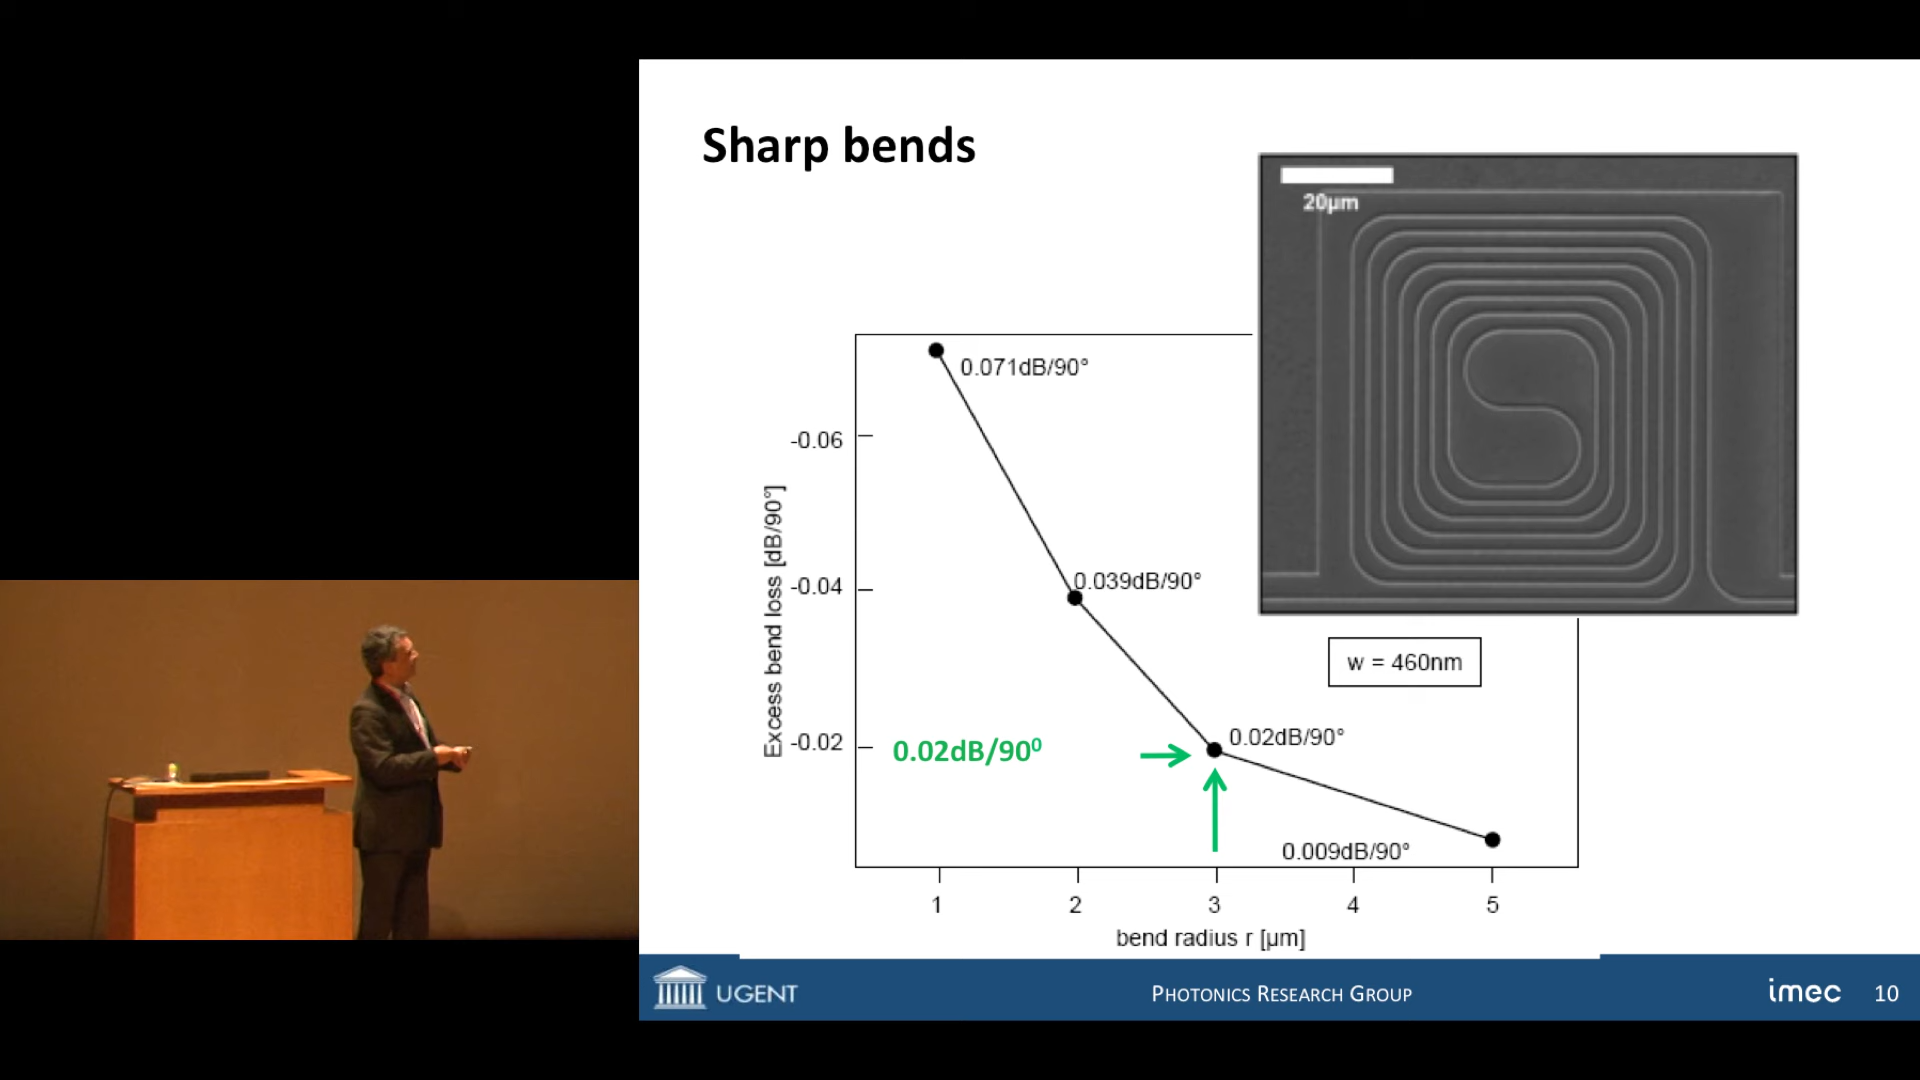 Sharp bends
20µm
0.071dB/90°
-0.06
0.039dB/90°
-0.04
Excess bend loss [dB/90°]
w = 460nm
0.02dB/90°
-0.02
0.02dB/90⁰
0.009dB/90°
1 2 3 4 5
bend radius r [µm]
UGENT
PHOTONICS RESEARCH GROUP
imec
10